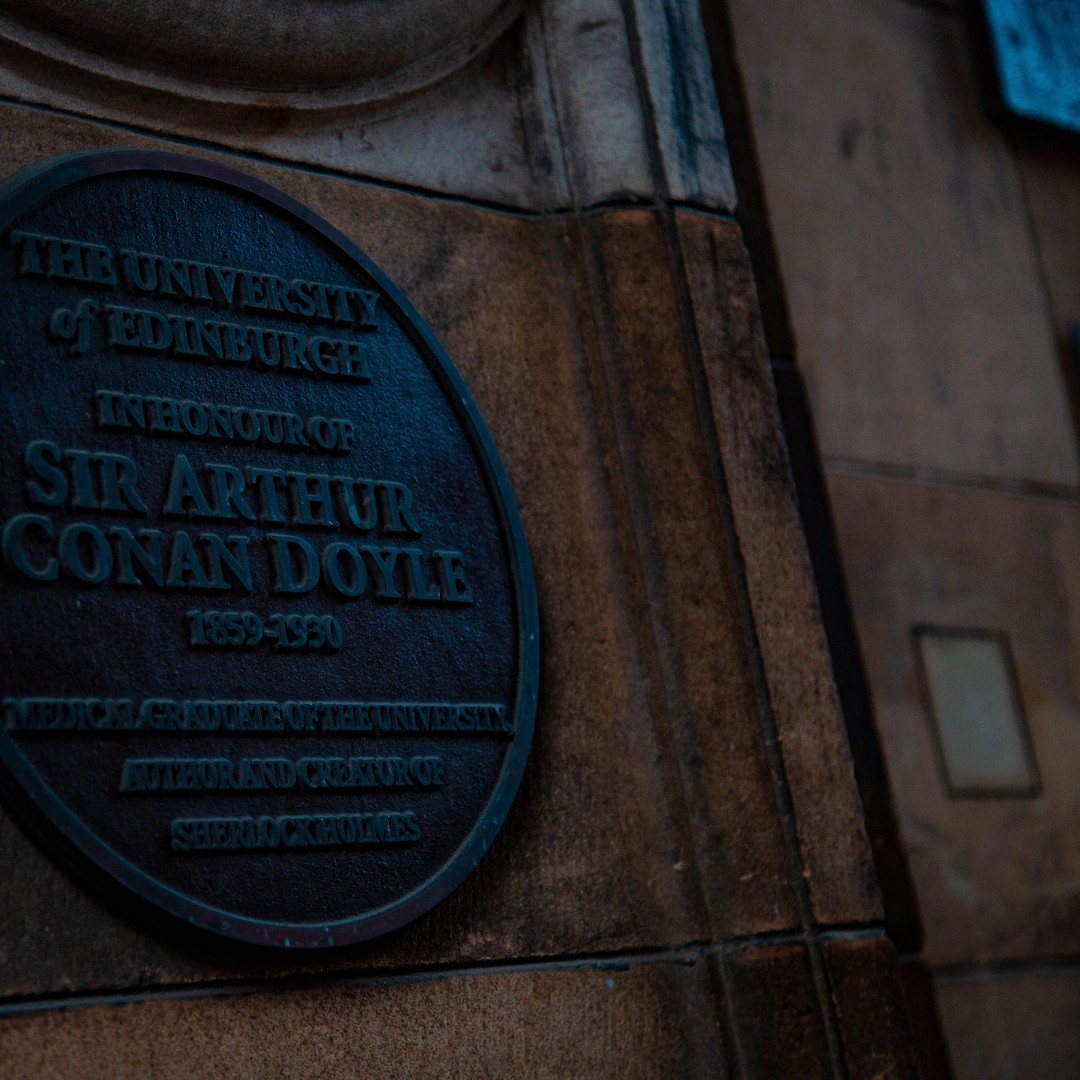 THE UNIVERSITY
of EDINBURGH
IN HONOUR OF
SIR ARTHUR
CONAN DOYLE
1859-1930
MEDICAL GRADUATE OF THE UNIVERSITY,
AUTHOR AND CREATOR OF
SHERLOCK HOLMES